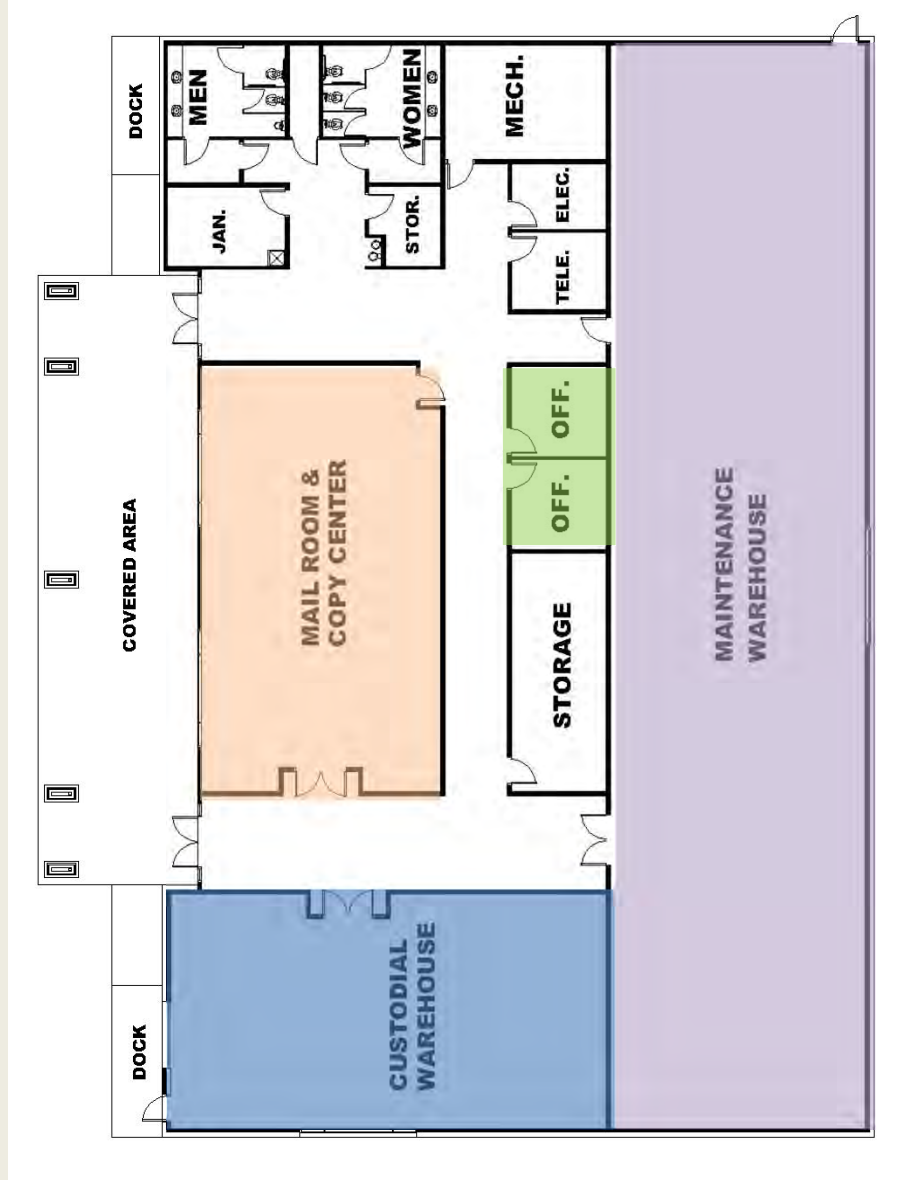 DOCK
MEN
WOMEN
MECH.
JAN.
STOR.
ELEC.
TELE.
OFF.
OFF.
COVERED AREA
MAIL ROOM &
COPY CENTER
STORAGE
MAINTENANCE
WAREHOUSE
CUSTODIAL
WAREHOUSE
DOCK